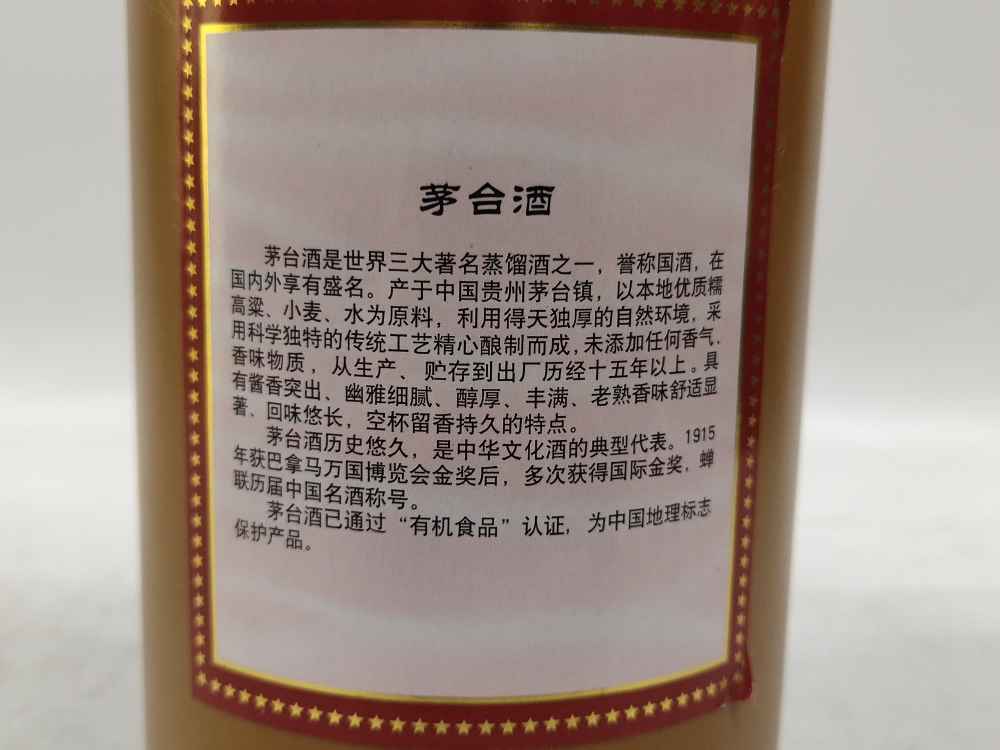 茅台酒
茅台酒是世界三大著名蒸馏酒之一，誉称国酒，在
国内外享有盛名。产于中国贵州茅台镇，以本地优质糯
高粱、小麦、水为原料，利用得天独厚的自然环境，采
用科学独特的传统工艺精心酿制而成，未添加任何香气．
香味物质，从生产、贮存到出厂历经十五年以上。具
有酱香突出、幽雅细腻、醇厚、丰满、老熟香味舒适显
著、回味悠长，空杯留香持久的特点。
茅台酒历史悠久，是中华文化酒的典型代表。1915
年获巴拿马万国博览会金奖后，多次获得国际金奖，蝉
联历届中国名酒称号。
茅台酒已通过“有机食品”认证，为中国地理标志
保护产品。